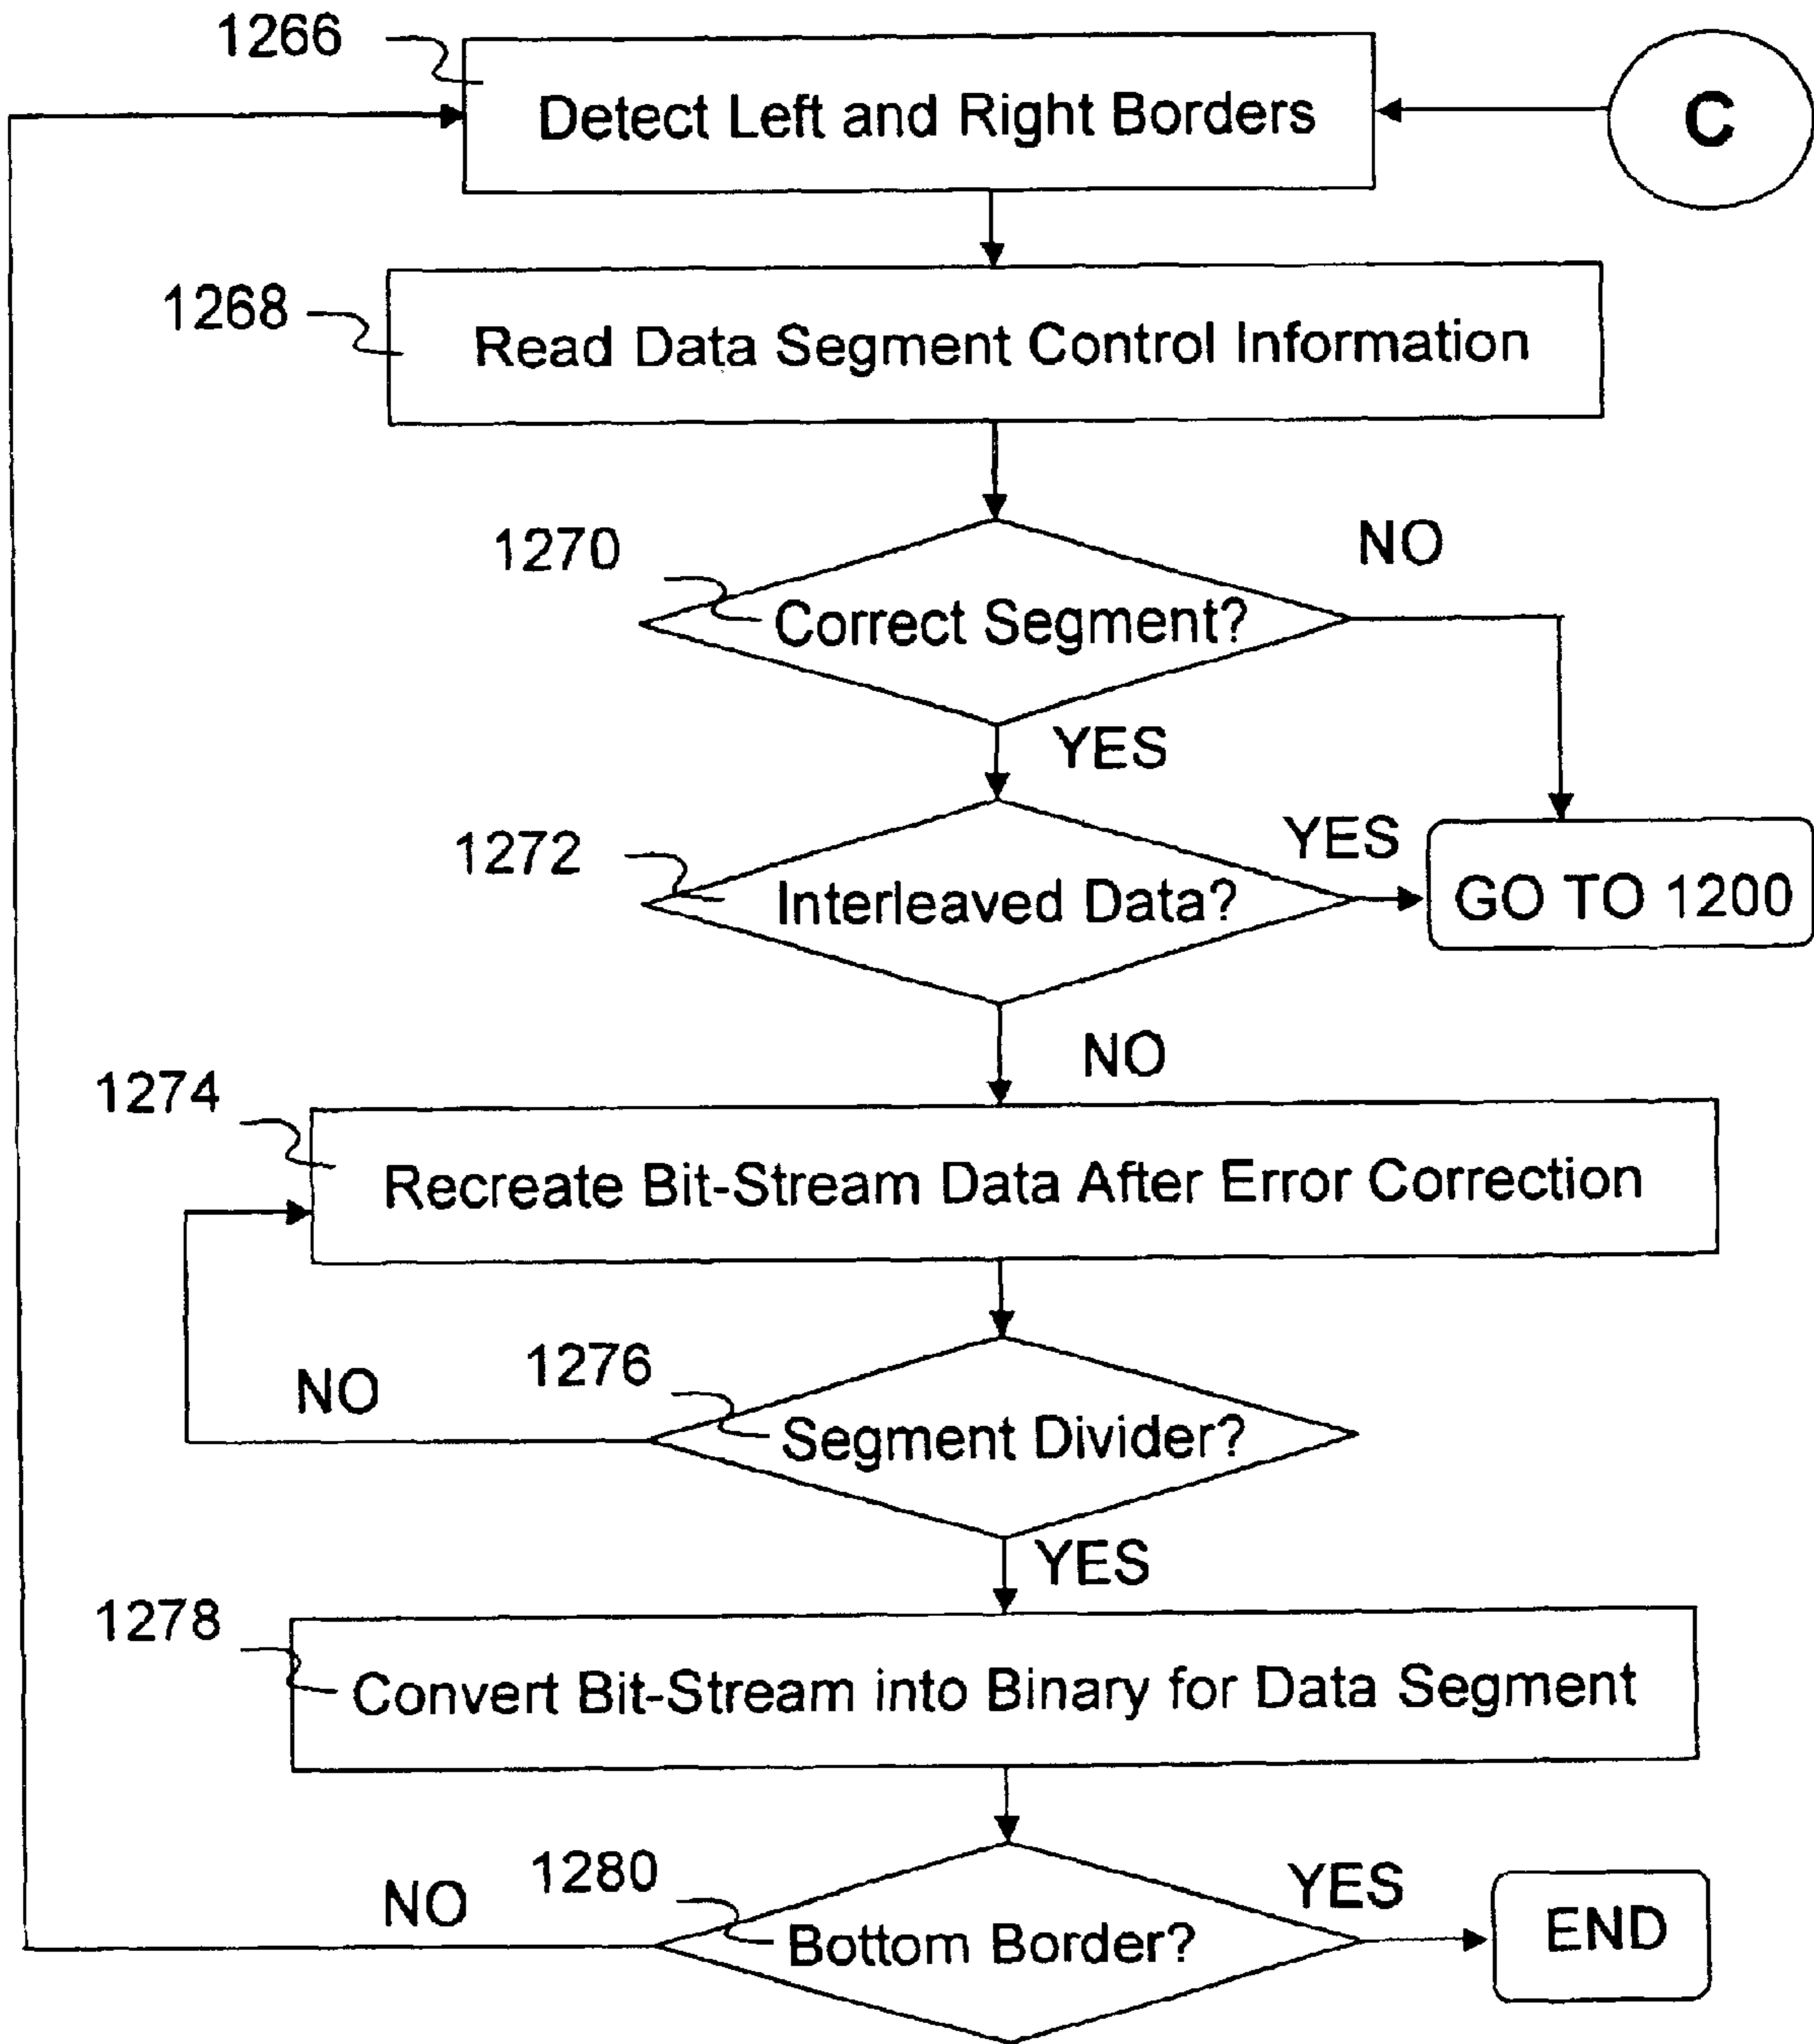 1266
Detect Left and Right Borders
C
1268
Read Data Segment Control Information
1270
NO
Correct Segment?
YES
1272
YES
Interleaved Data?
GO TO 1200
NO
1274
Recreate Bit-Stream Data After Error Correction
1276
NO
Segment Divider?
YES
1278
Convert Bit-Stream into Binary for Data Segment
1280
NO
YES
Bottom Border?
END